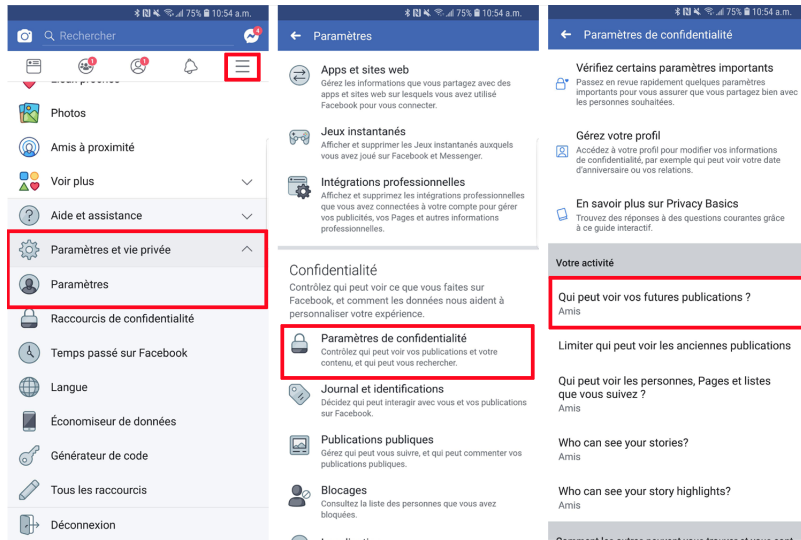 75% 10:54 a.m.
Rechercher
4
Photos
Amis à proximité
Voir plus
Aide et assistance
Paramètres et vie privée
Paramètres
Raccourcis de confidentialité
Temps passé sur Facebook
Langue
Économiseur de données
Générateur de code
Tous les raccourcis
Déconnexion
75% 10:54 a.m.
Paramètres
Apps et sites web
Gérez les informations que vous partagez avec des
apps et sites web sur lesquels vous avez utilisé
Facebook pour vous connecter.
Jeux instantanés
Afficher et supprimer les Jeux instantanés auxquels
vous avez joué sur Facebook et Messenger.
Intégrations professionnelles
Affichez et supprimez les intégrations professionnelles
que vous avez connectées à votre compte pour gérer
vos publicités, vos Pages et autres informations
professionnelles.
Confidentialité
Contrôlez qui peut voir ce que vous faites sur
Facebook, et comment les données nous aident à
personnaliser votre expérience.
Paramètres de confidentialité
Contrôlez qui peut voir vos publications et votre
contenu, et qui peut vous rechercher.
Journal et identifications
Décidez qui peut interagir avec vous et vos publications
sur Facebook.
Publications publiques
Gérez qui peut vous suivre, et qui peut commenter vos
publications publiques.
Blocages
Consultez la liste des personnes que vous avez
bloquées.
75% 10:54 a.m.
Paramètres de confidentialité
Vérifiez certains paramètres importants
Passez en revue rapidement quelques paramètres
importants pour vous assurer que vous partagez bien avec
les personnes souhaitées.
Gérez votre profil
Accédez à votre profil pour modifier vos informations
de confidentialité, par exemple qui peut voir votre date
d'anniversaire ou vos relations.
En savoir plus sur Privacy Basics
Trouvez des réponses à des questions courantes grâce
à ce guide interactif.
Votre activité
Qui peut voir vos futures publications ?
Amis
Limiter qui peut voir les anciennes publications
Qui peut voir les personnes, Pages et listes
que vous suivez ?
Amis
Who can see your stories?
Amis
Who can see your story highlights?
Amis